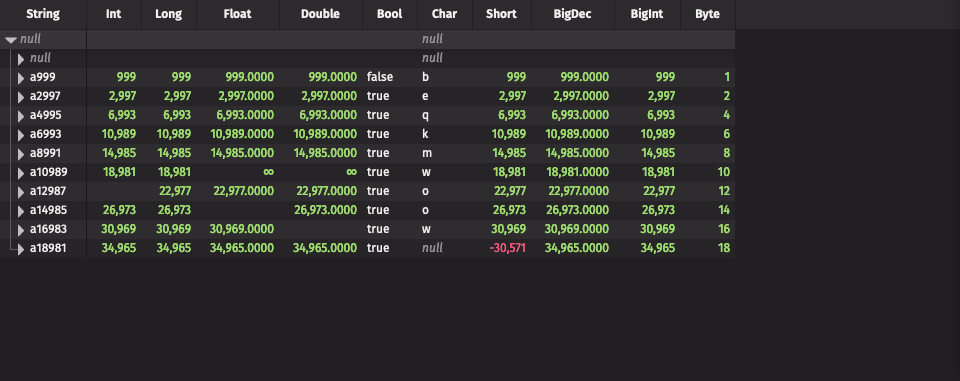 String Int Long Float Double Bool Char Short BigDec BigInt Byte
null null
null null
a999 999 999 999.0000 999.0000 false b 999 999.0000 999 1
a2997 2,997 2,997 2,997.0000 2,997.0000 true e 2,997 2,997.0000 2,997 2
a4995 6,993 6,993 6,993.0000 6,993.0000 true q 6,993 6,993.0000 6,993 4
a6993 10,989 10,989 10,989.0000 10,989.0000 true k 10,989 10,989.0000 10,989 6
a8991 14,985 14,985 14,985.0000 14,985.0000 true m 14,985 14,985.0000 14,985 8
a10989 18,981 18,981 ∞ ∞ true w 18,981 18,981.0000 18,981 10
a12987 22,977 22,977.0000 22,977.0000 true o 22,977 22,977.0000 22,977 12
a14985 26,973 26,973 26,973.0000 true o 26,973 26,973.0000 26,973 14
a16983 30,969 30,969 30,969.0000 true w 30,969 30,969.0000 30,969 16
a18981 34,965 34,965 34,965.0000 34,965.0000 true null -30,571 34,965.0000 34,965 18